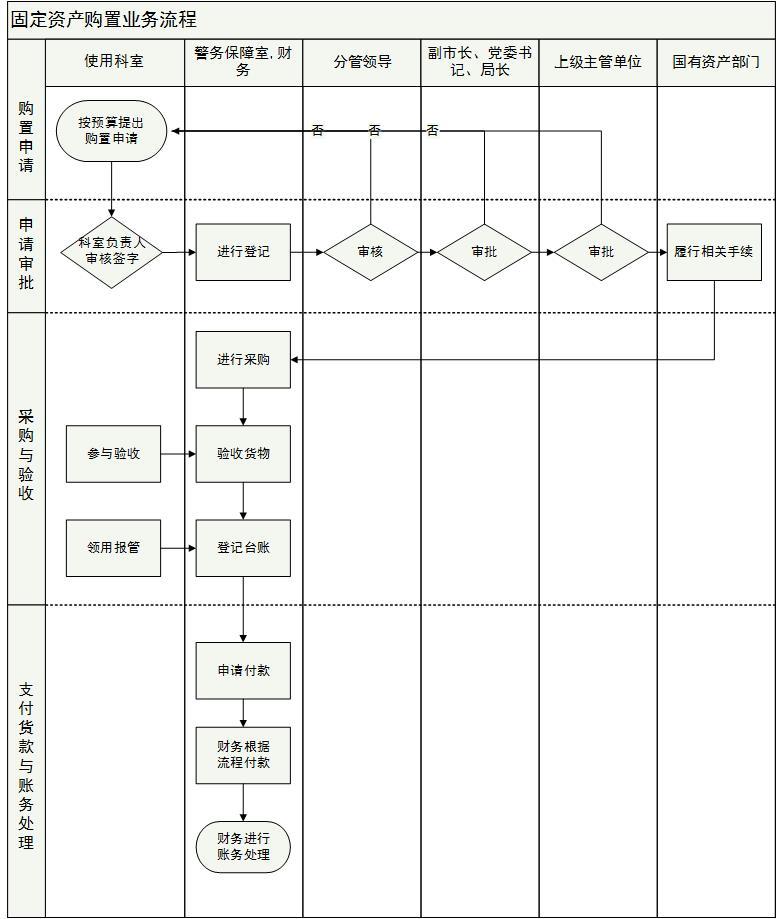 固定资产购置业务流程
使用科室
警务保障室,财
务
分管领导
副市长、党委书
记、局长
上级主管单位
国有资产部门
购
置
申
请
按预算提出
购置申请
否
否
否
申
请
审
批
科室负责人
审核签字
进行登记
审核
审批
审批
履行相关手续
采
购
与
验
收
进行采购
参与验收
验收货物
领用报管
登记台账
支
付
货
款
与
账
务
处
理
申请付款
财务根据
流程付款
财务进行
账务处理